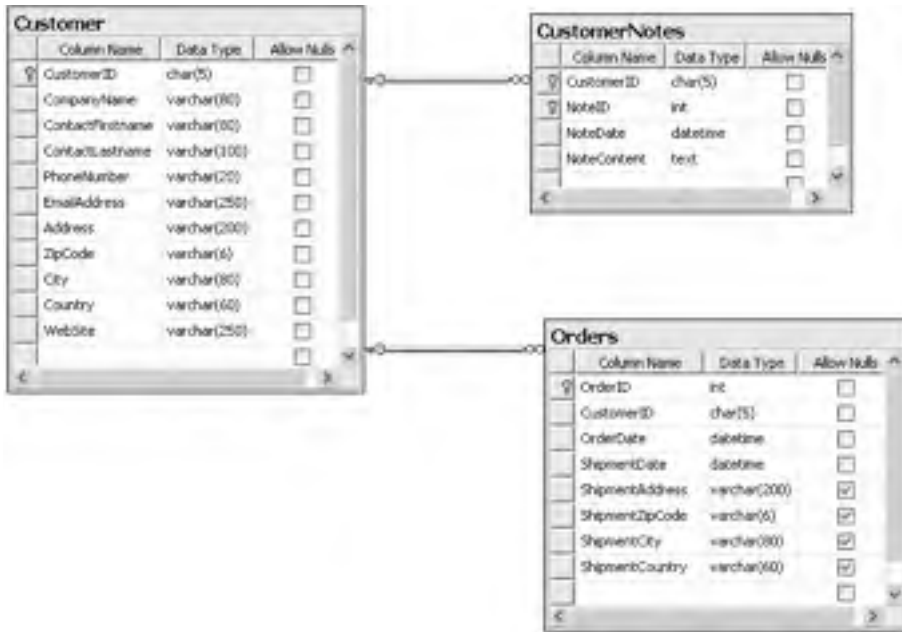 Customer
Column Name Data Type Allow Nulls
CustomerID char(5)
CompanyName varchar(80)
ContactFirstname varchar(80)
ContactLastname varchar(100)
PhoneNumber varchar(20)
EmailAddress varchar(250)
Address varchar(200)
ZipCode varchar(6)
City varchar(80)
Country varchar(60)
WebSite varchar(250)
CustomerNotes
Column Name Data Type Allow Nulls
CustomerID char(5)
NoteID int
NoteDate datetime
NoteContent text
Orders
Column Name Data Type Allow Nulls
OrderID int
CustomerID char(5)
OrderDate datetime
ShipmentDate datetime
ShipmentAddress varchar(200)
ShipmentZipCode varchar(6)
ShipmentCity varchar(80)
ShipmentCountry varchar(60)